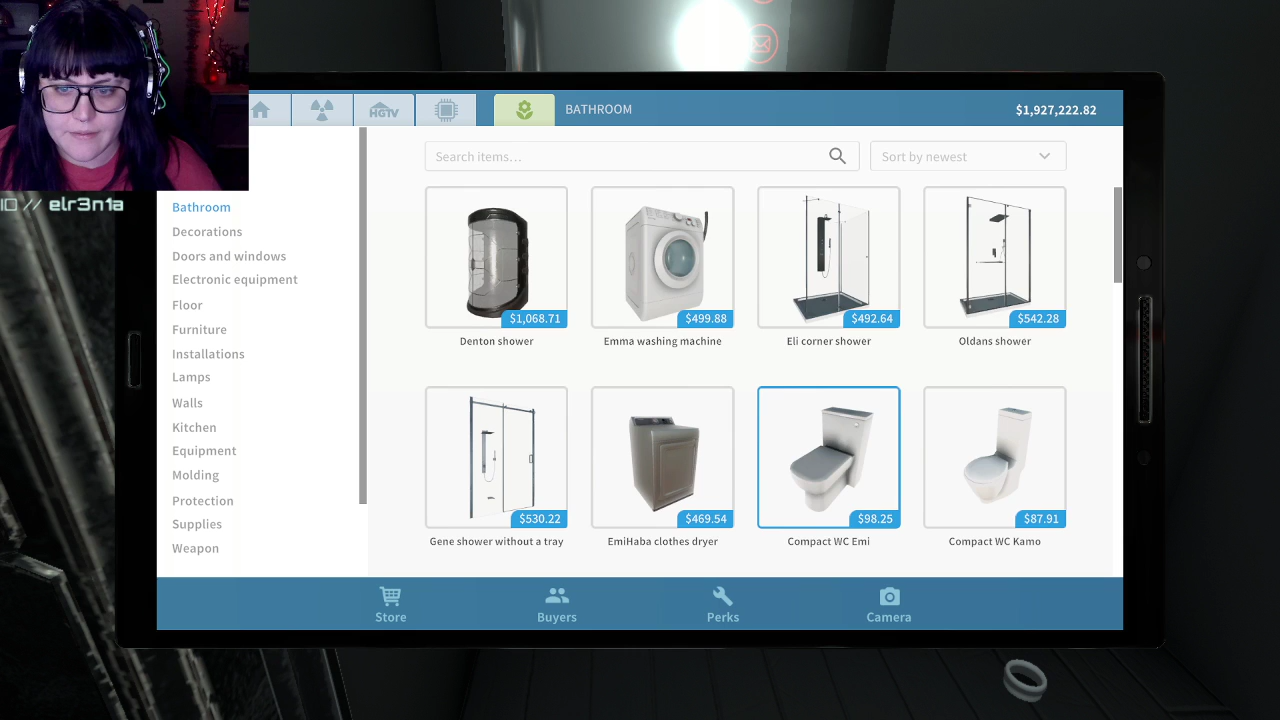 HGTV
BATHROOM
$1,927,222.82
Search items...
Sort by newest
ID // elr3n1a
Bathroom
Decorations
Doors and windows
Electronic equipment
Floor
Furniture
Installations
Lamps
Walls
Kitchen
Equipment
Molding
Protection
Supplies
Weapon
$1,068.71
$499.88
$492.64
$542.28
Denton shower
Emma washing machine
Eli corner shower
Oldans shower
$530.22
$469.54
$98.25
$87.91
Gene shower without a tray
EmiHaba clothes dryer
Compact WC Emi
Compact WC Kamo
Store
Buyers
Perks
Camera